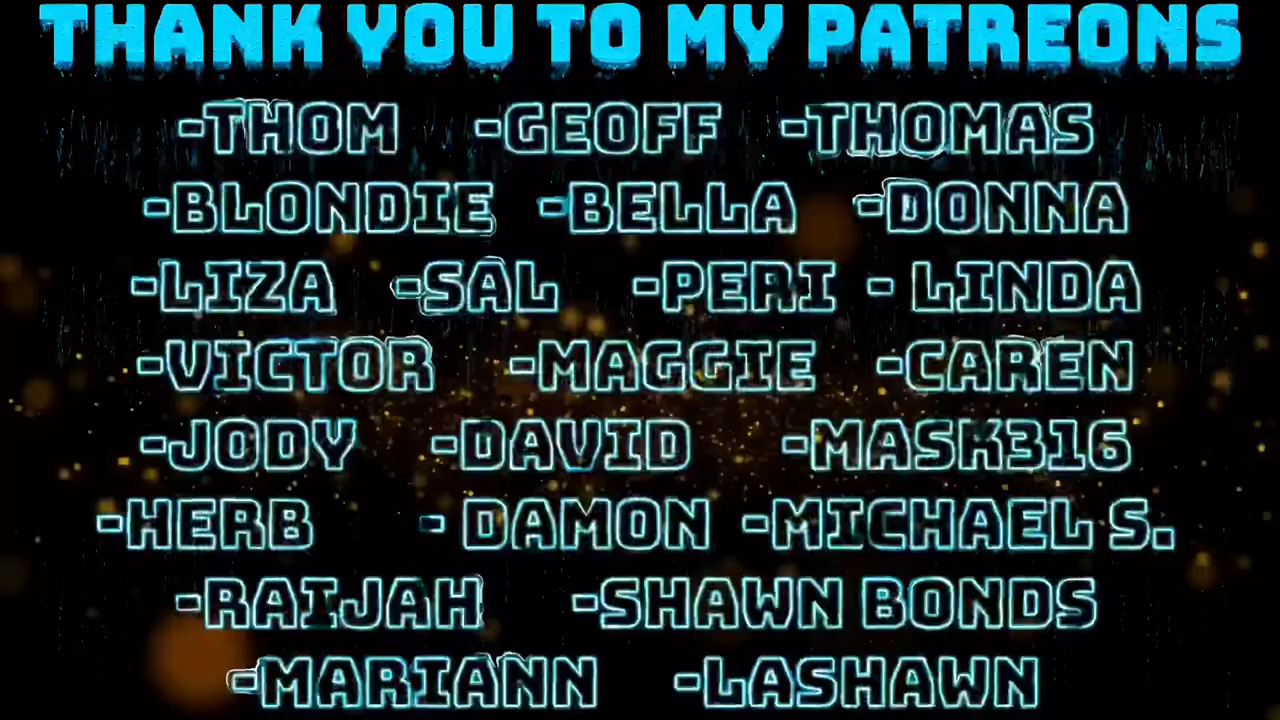 THANK YOU TO MY PATREONS
-THOM -GEOFF -THOMAS
-BLONDIE -BELLA -DONNA
-LIZA -SAL -PERI - LINDA
-VICTOR -MAGGIE -CAREN
-JODY -DAVID -MASK316
-HERB - DAMON -MICHAEL S.
-RAIJAH -SHAWN BONDS
-MARIANN -LASHAWN